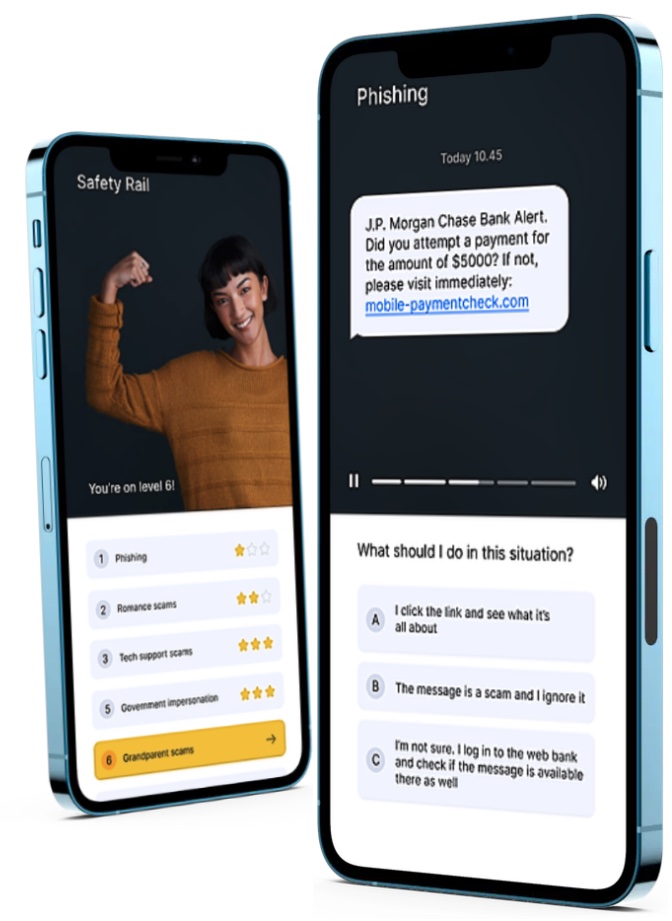 Safety Rail
You're on level 6!
1 Phishing
2 Romance scams
3 Tech support scams
5 Government impersonation
6 Grandparent scams
Phishing
Today 10.45
J.P. Morgan Chase Bank Alert.
Did you attempt a payment for
the amount of $5000? If not,
please visit immediately:
mobile-paymentcheck.com
What should I do in this situation?
A I click the link and see what it's
all about
B The message is a scam and I ignore it
C I'm not sure. I log in to the web bank
and check if the message is available
there as well